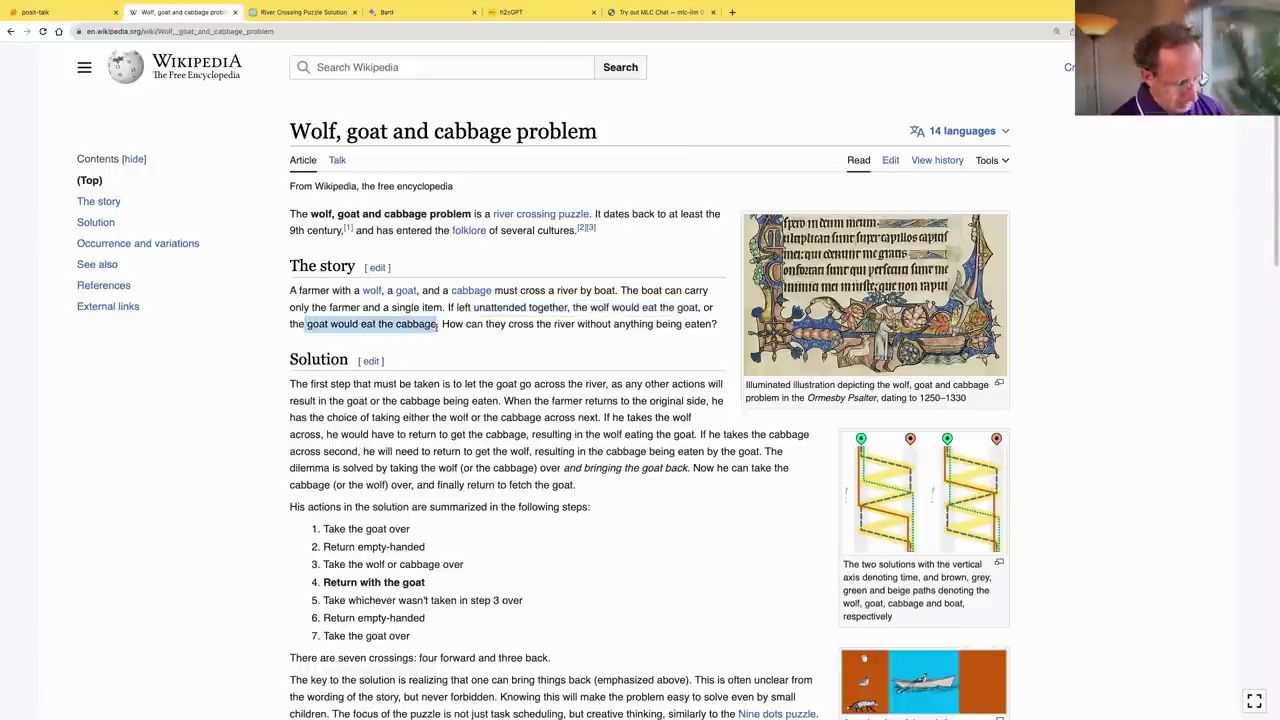 posit-talk
Wolf, goat and cabbage proble
River Crossing Puzzle Solution
Bard
h2oGPT
Try out MLC Chat — mlc-llm
en.wikipedia.org/wiki/Wolf,_goat_and_cabbage_problem
WIKIPEDIA
The Free Encyclopedia
Search Wikipedia
Search
Cr
Wolf, goat and cabbage problem
14 languages
Article Talk
Read Edit View history Tools
From Wikipedia, the free encyclopedia
Contents [hide]
(Top)
The story
Solution
Occurrence and variations
See also
References
External links
The wolf, goat and cabbage problem is a river crossing puzzle. It dates back to at least the
9th century,[1] and has entered the folklore of several cultures.[2][3]
The story [ edit ]
A farmer with a wolf, a goat, and a cabbage must cross a river by boat. The boat can carry
only the farmer and a single item. If left unattended together, the wolf would eat the goat, or
the goat would eat the cabbage. How can they cross the river without anything being eaten?
Solution [ edit ]
The first step that must be taken is to let the goat go across the river, as any other actions will
result in the goat or the cabbage being eaten. When the farmer returns to the original side, he
has the choice of taking either the wolf or the cabbage across next. If he takes the wolf
across, he would have to return to get the cabbage, resulting in the wolf eating the goat. If he takes the cabbage
across second, he will need to return to get the wolf, resulting in the cabbage being eaten by the goat. The
dilemma is solved by taking the wolf (or the cabbage) over and bringing the goat back. Now he can take the
cabbage (or the wolf) over, and finally return to fetch the goat.
His actions in the solution are summarized in the following steps:
1. Take the goat over
2. Return empty-handed
3. Take the wolf or cabbage over
4. Return with the goat
5. Take whichever wasn't taken in step 3 over
6. Return empty-handed
7. Take the goat over
There are seven crossings: four forward and three back.
The key to the solution is realizing that one can bring things back (emphasized above). This is often unclear from
the wording of the story, but never forbidden. Knowing this will make the problem easy to solve even by small
children. The focus of the puzzle is not just task scheduling, but creative thinking, similarly to the Nine dots puzzle.
Illuminated illustration depicting the wolf, goat and cabbage
problem in the Ormesby Psalter, dating to 1250–1330
The two solutions with the vertical
axis denoting time, and brown, grey,
green and beige paths denoting the
wolf, goat, cabbage and boat,
respectively